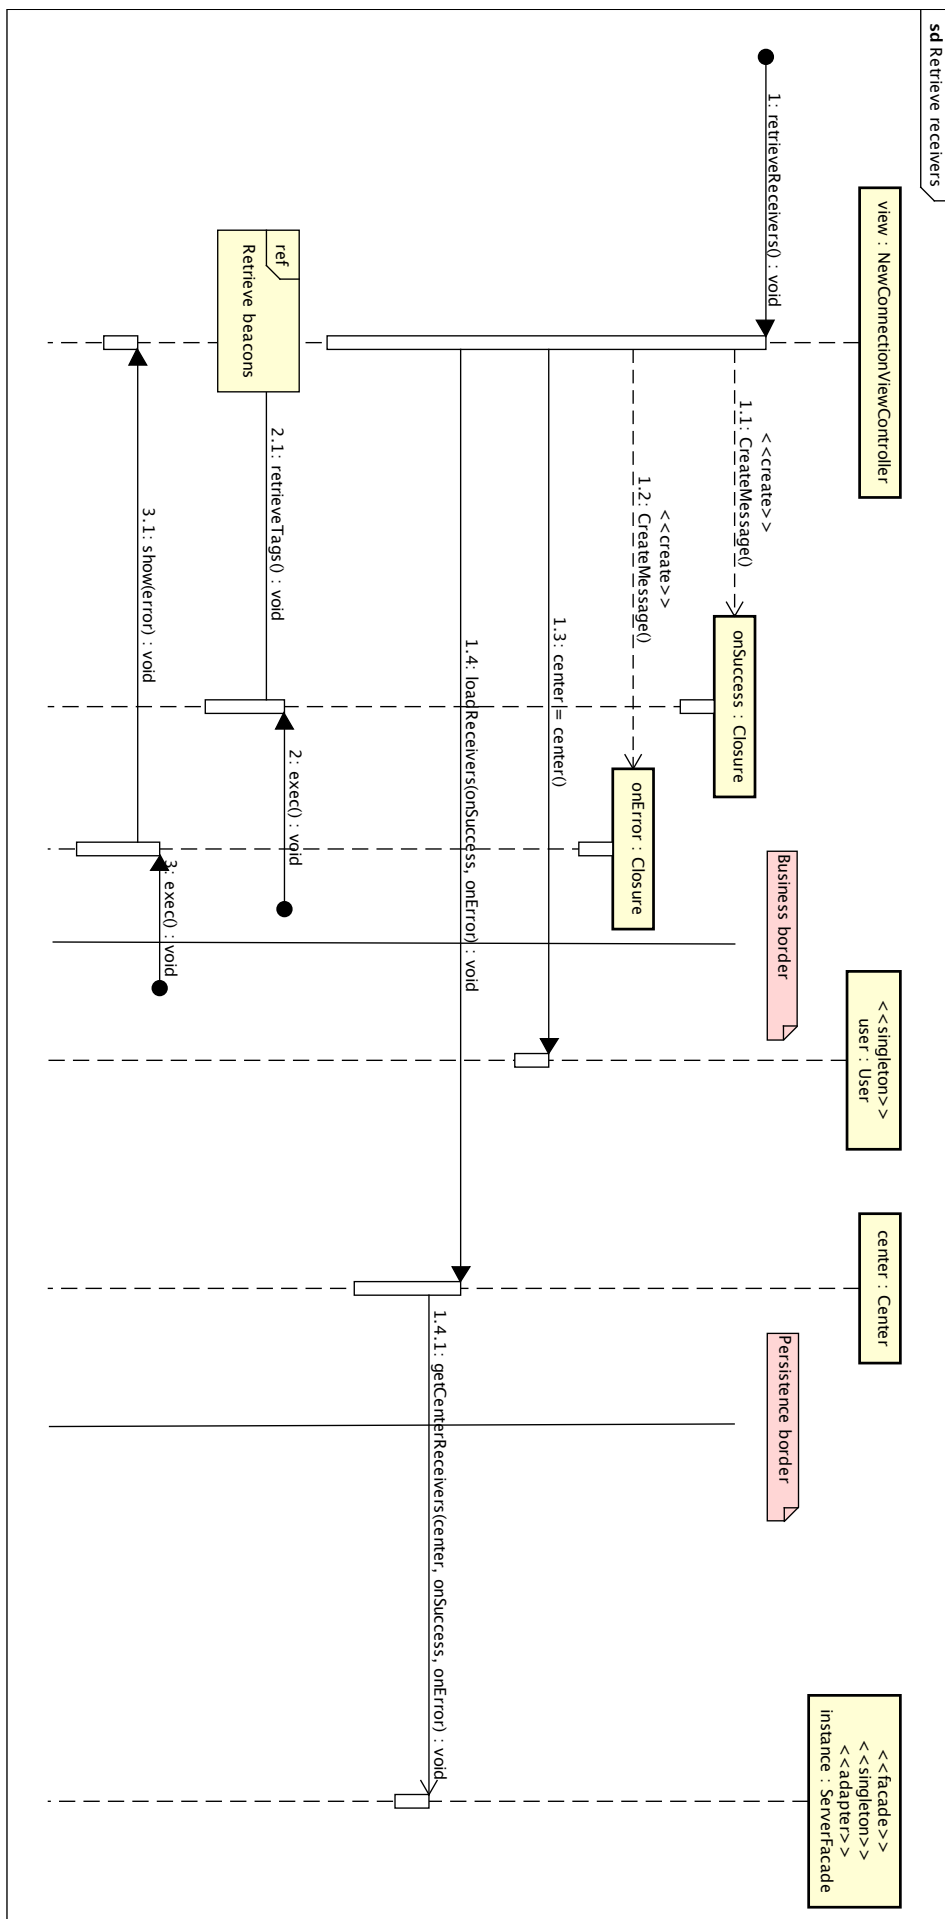 sd Retrieve receivers
view : NewConnectionViewController
<<singleton>>
user : User
center : Center
<<facade>>
<<singleton>>
<<adapter>>
instance : ServerFacade
Business border
Persistence border
1: retrieveReceivers() : void
<<create>>
1.1: CreateMessage()
onSuccess : Closure
<<create>>
1.2: CreateMessage()
onError : Closure
1.3: center = center()
1.4: loadReceivers(onSuccess, onError) : void
1.4.1: getCenterReceivers(center, onSuccess, onError) : void
ref
Retrieve beacons
2: exec() : void
2.1: retrieveTags() : void
3: exec() : void
3.1: show(error) : void